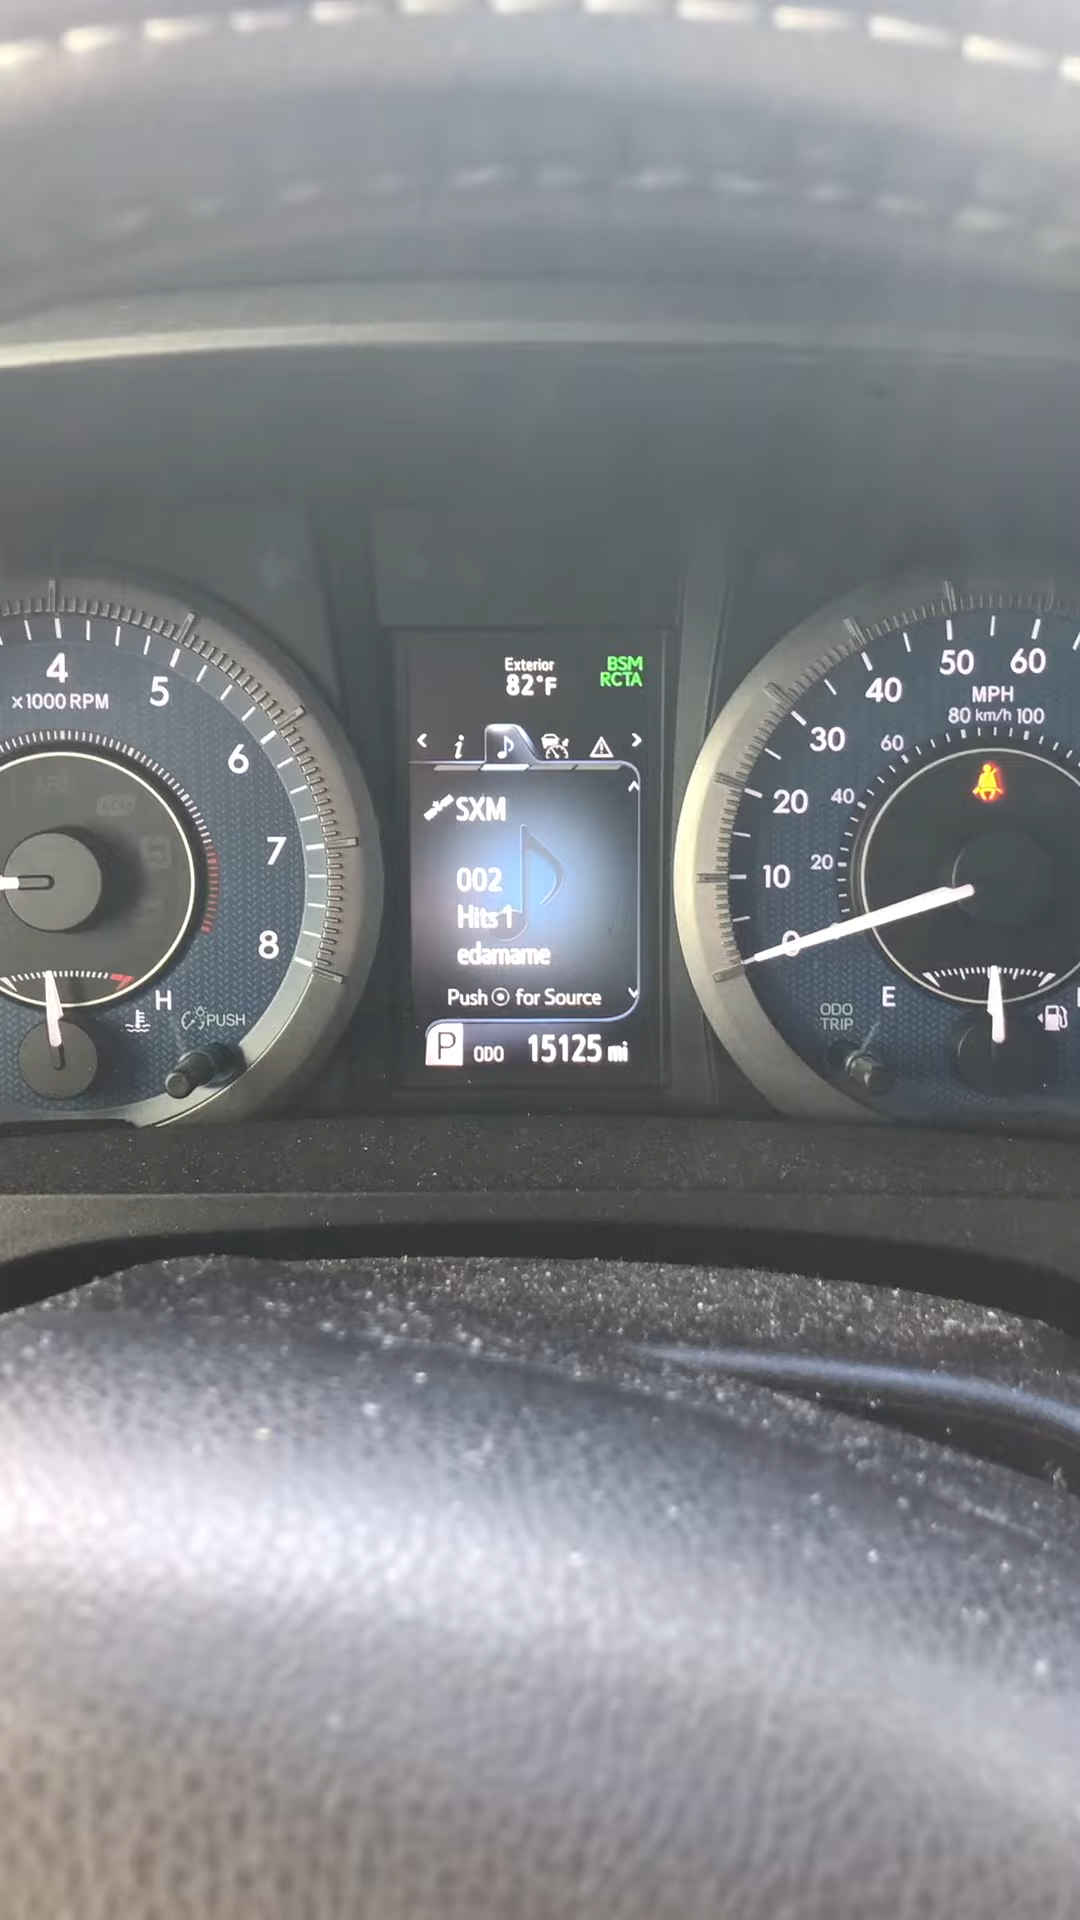 4
×1000 RPM
5
6
7
8
H
PUSH
Exterior
82°F
BSM
RCTA
i
SXM
002
Hits 1
edamame
Push for Source
P ODO 15125 mi
50 60
MPH
80 km/h 100
40
60
30
40
20
20
10
0
E
ODO
TRIP